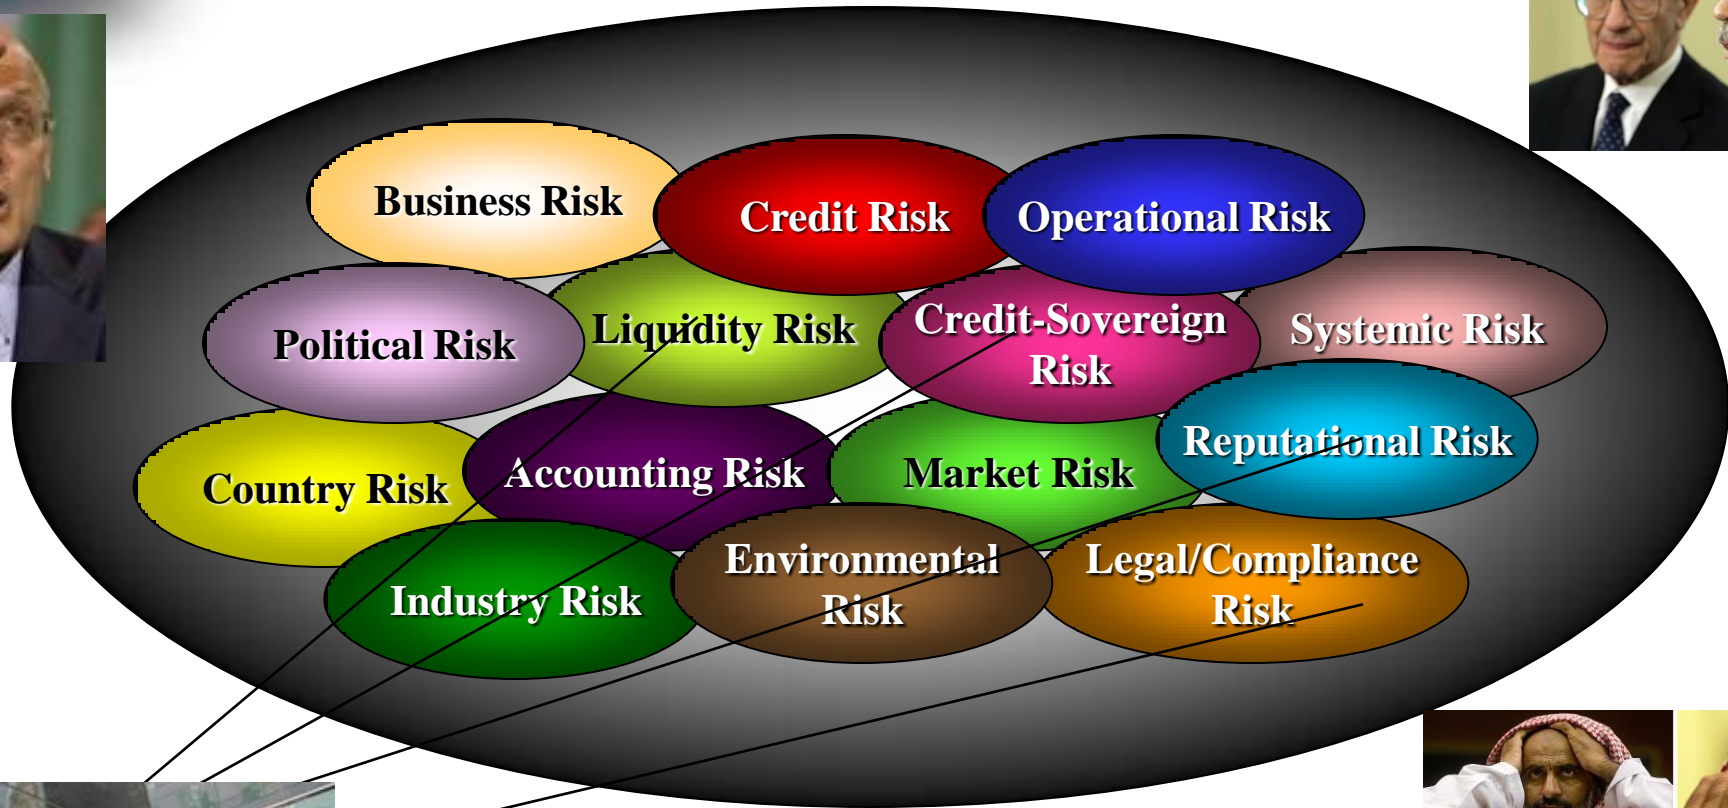 Business Risk
Credit Risk
Operational Risk
Political Risk
Liquidity Risk
Credit-Sovereign
Risk
Systemic Risk
Country Risk
Accounting Risk
Market Risk
Reputational Risk
Industry Risk
Environmental
Risk
Legal/Compliance
Risk